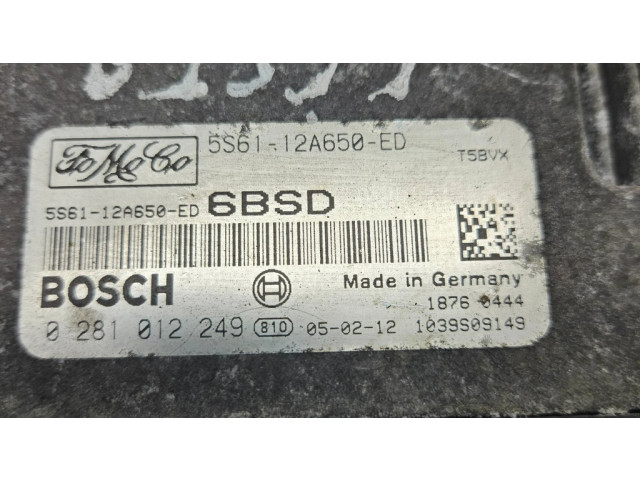 FoMoCo 5S61-12A650-ED
T5BVX
5S61-12A650-ED 6BSD
BOSCH Made in Germany
1876 0444
0 281 012 249 810 05-02-12 1039S09149